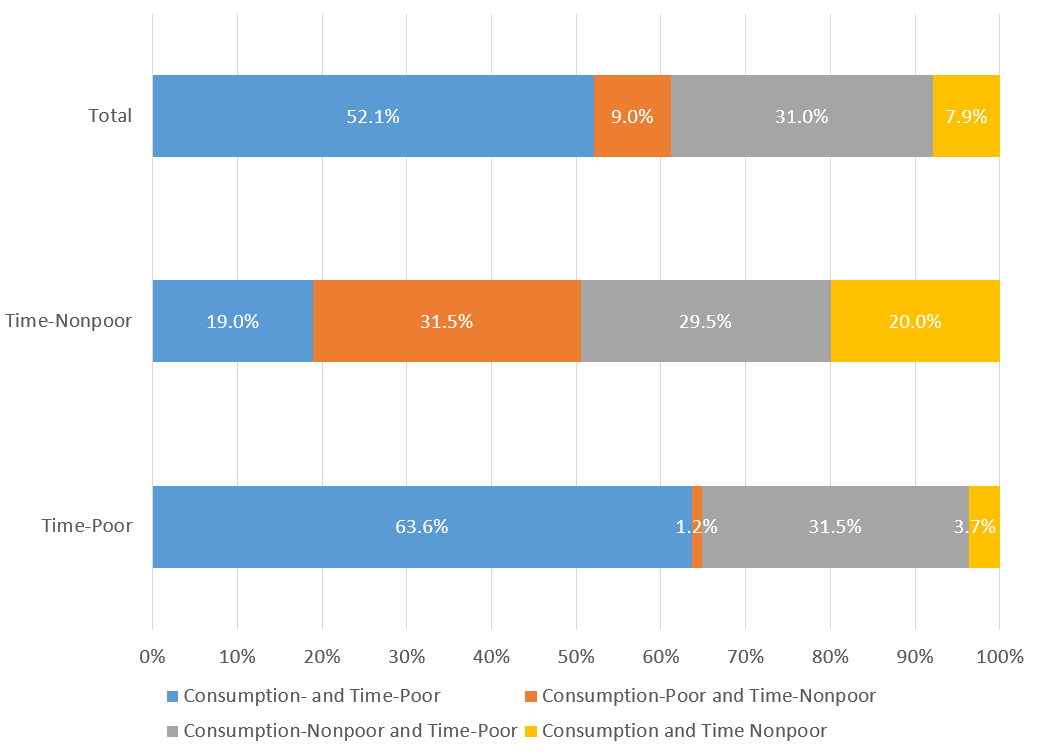 Total
52.1% 9.0% 31.0% 7.9%
Time-Nonpoor
19.0% 31.5% 29.5% 20.0%
Time-Poor
63.6% 1.2% 31.5% 3.7%
0% 10% 20% 30% 40% 50% 60% 70% 80% 90% 100%
Consumption- and Time-Poor
Consumption-Poor and Time-Nonpoor
Consumption-Nonpoor and Time-Poor
Consumption and Time Nonpoor